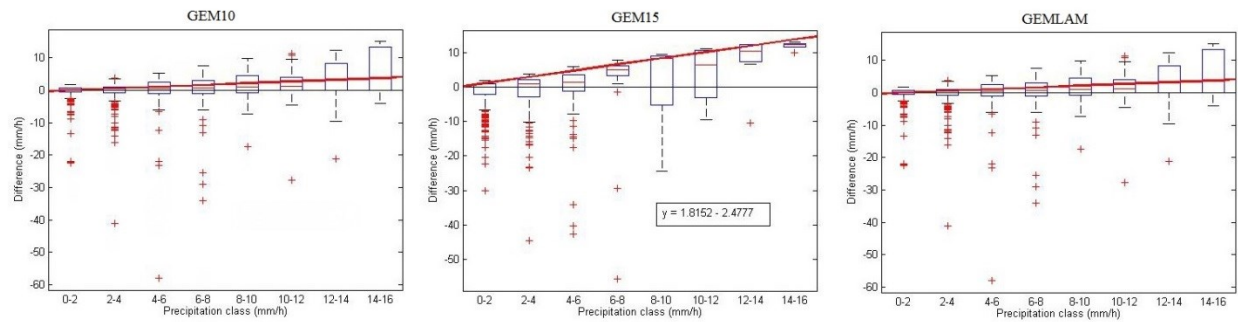 GEM10
GEM15
GEMLAM
Difference (mm/h)
10
0
-10
-20
-30
-40
-50
-60
0-2 2-4 4-6 6-8 8-10 10-12 12-14 14-16
Precipitation class (mm/h)
Difference (mm/h)
10
0
-10
-20
-30
-40
-50
y = 1.8152 - 2.4777
0-2 2-4 4-6 6-8 8-10 10-12 12-14 14-16
Precipitation class (mm/h)
Difference (mm/h)
10
0
-10
-20
-30
-40
-50
-60
0-2 2-4 4-6 6-8 8-10 10-12 12-14 14-16
Precipitation class (mm/h)